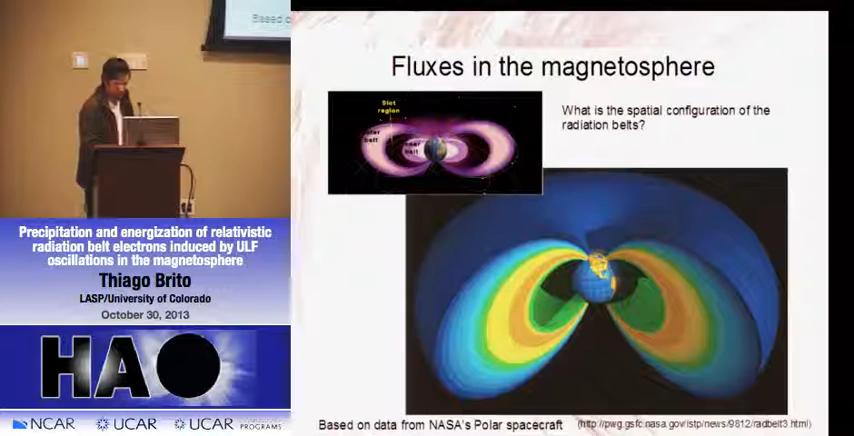 Based o
Precipitation and energization of relativistic
radiation belt electrons induced by ULF
oscillations in the magnetosphere
Thiago Brito
LASP/University of Colorado
October 30, 2013
HAO
NCAR
UCAR
UCAR
PROGRAMS
Fluxes in the magnetosphere
Slot
region
belt
belt
What is the spatial configuration of the
radiation belts?
Based on data from NASA's Polar spacecraft
(http://pwg.gsfc.nasa.gov/istp/news/9812/radbelt3.html)